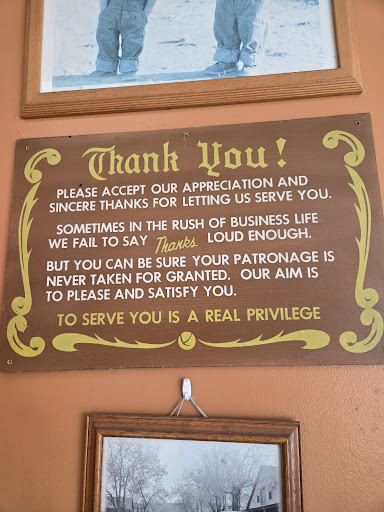 Thank You!
PLEASE ACCEPT OUR APPRECIATION AND
SINCERE THANKS FOR LETTING US SERVE YOU.
SOMETIMES IN THE RUSH OF BUSINESS LIFE
WE FAIL TO SAY Thanks LOUD ENOUGH.
BUT YOU CAN BE SURE YOUR PATRONAGE IS
NEVER TAKEN FOR GRANTED. OUR AIM IS
TO PLEASE AND SATISFY YOU.
TO SERVE YOU IS A REAL PRIVILEGE